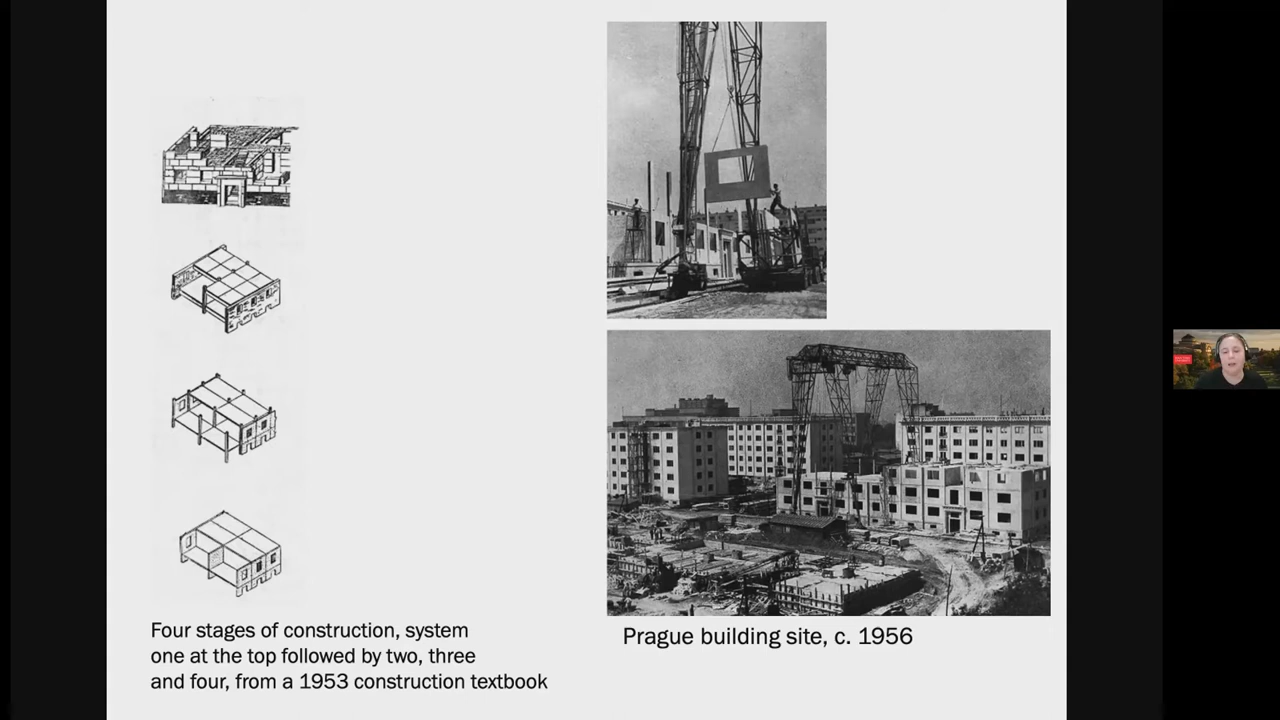 Four stages of construction, system
one at the top followed by two, three
and four, from a 1953 construction textbook
Prague building site, c. 1956